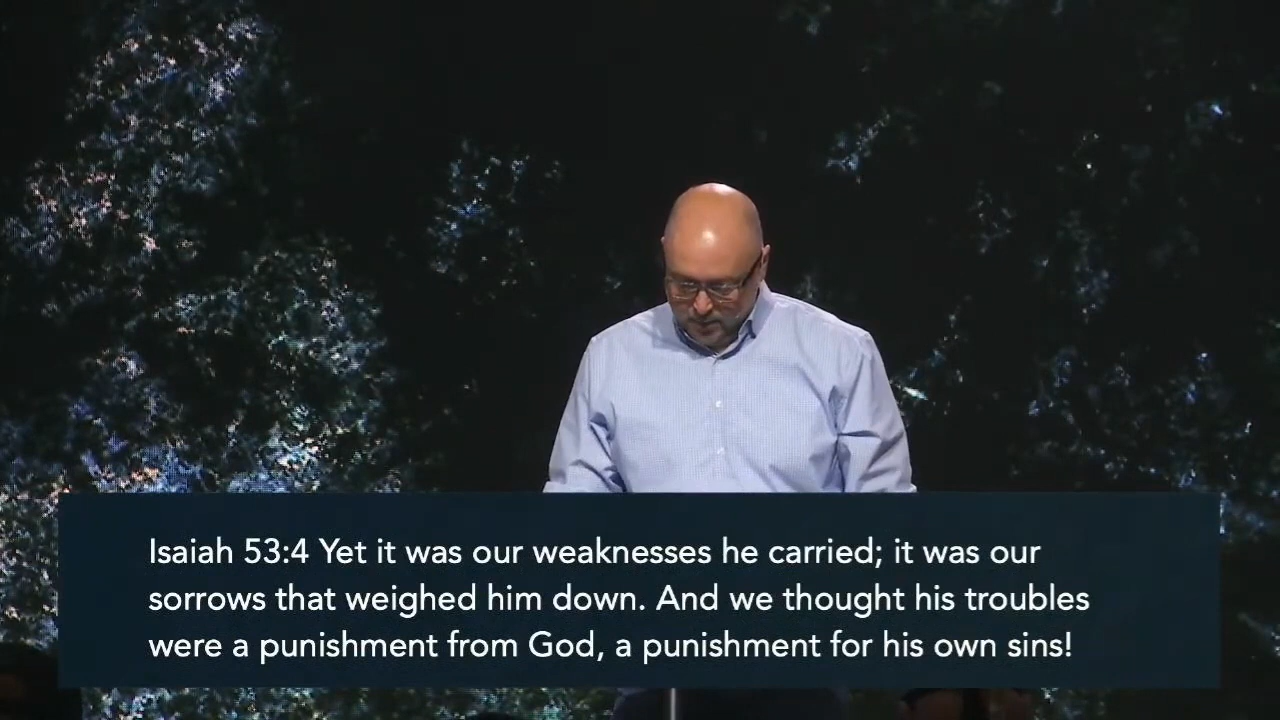 Isaiah 53:4 Yet it was our weaknesses he carried; it was our
sorrows that weighed him down. And we thought his troubles
were a punishment from God, a punishment for his own sins!